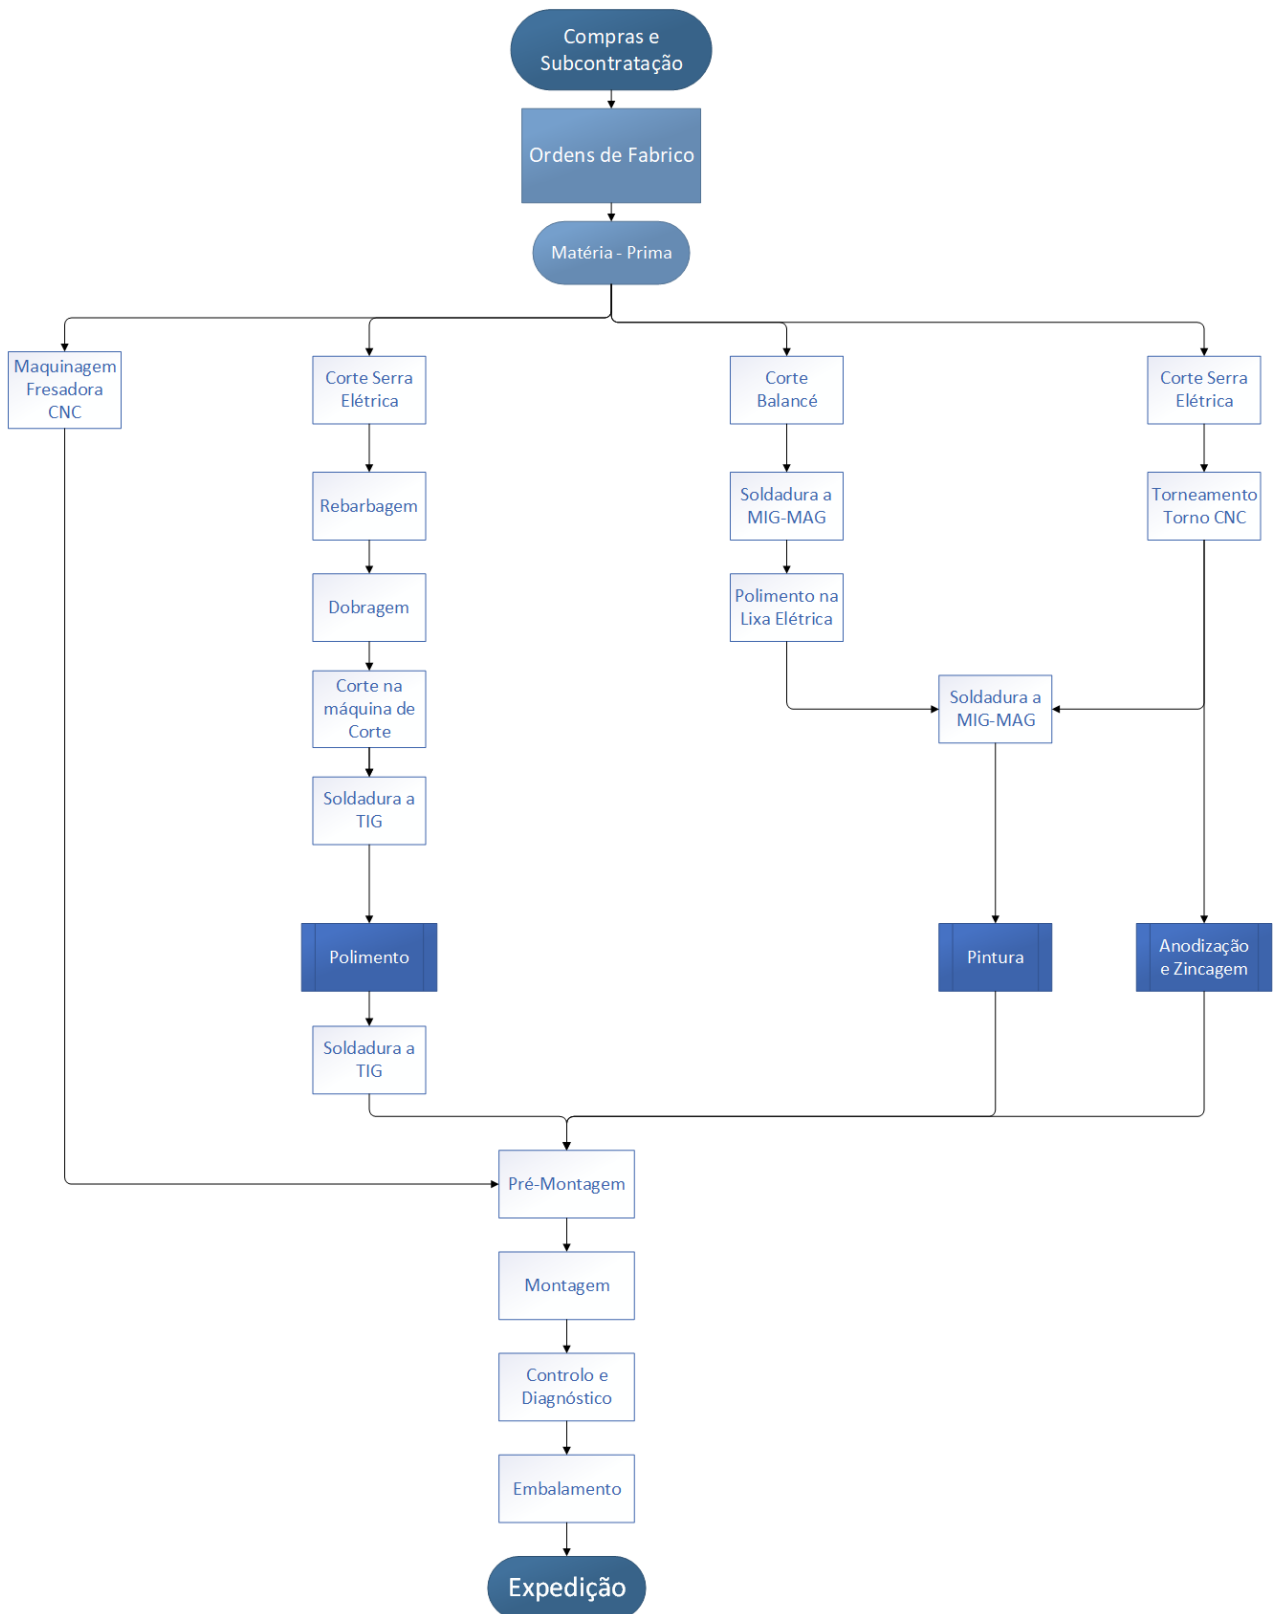 Compras e
Subcontratação
Ordens de Fabrico
Matéria - Prima
Maquinagem
Fresadora
CNC
Corte Serra
Elétrica
Corte
Balancé
Corte Serra
Elétrica
Rebarbagem
Soldadura a
MIG-MAG
Torneamento
Torno CNC
Dobragem
Polimento na
Lixa Elétrica
Corte na
máquina de
Corte
Soldadura a
MIG-MAG
Soldadura a
TIG
Polimento
Pintura
Anodização
e Zincagem
Soldadura a
TIG
Pré-Montagem
Montagem
Controlo e
Diagnóstico
Embalamento
Expedição